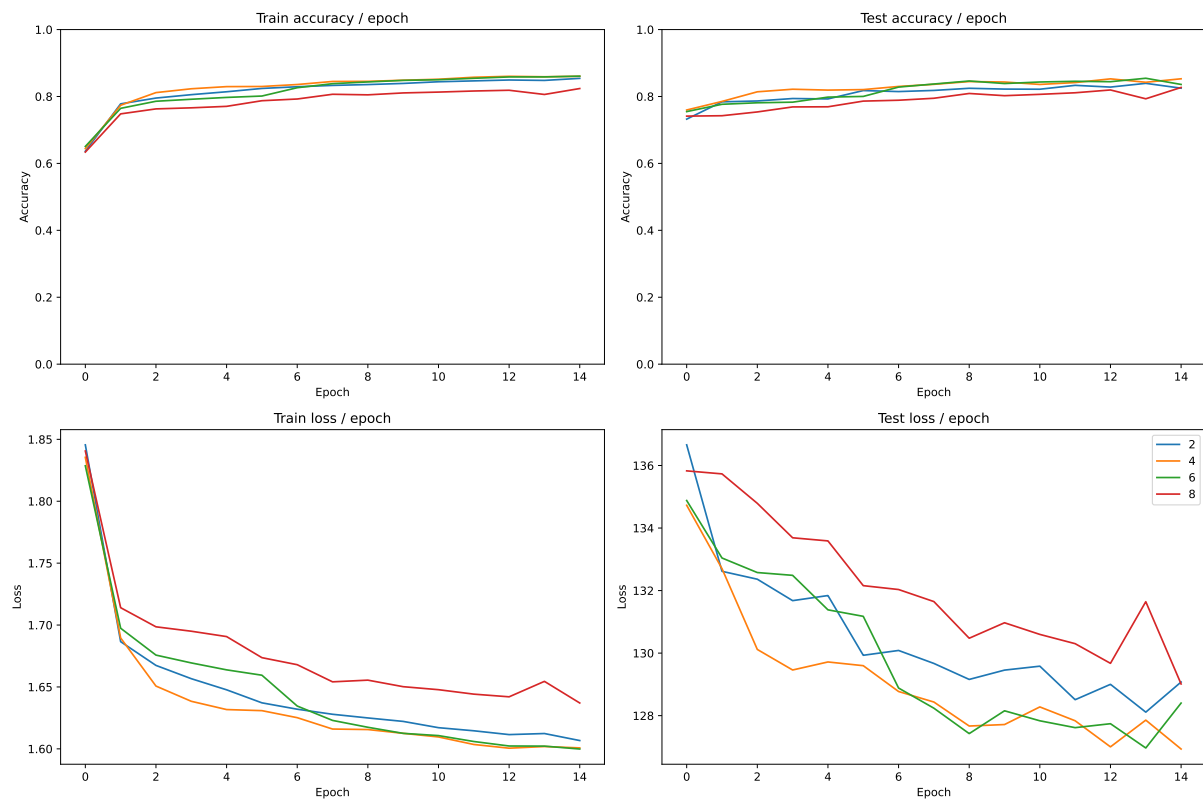 Train accuracy / epoch
1.0
0.8
0.6
0.4
0.2
0.0
Accuracy
0 2 4 6 8 10 12 14
Epoch
Test accuracy / epoch
1.0
0.8
0.6
0.4
0.2
0.0
Accuracy
0 2 4 6 8 10 12 14
Epoch
Train loss / epoch
1.85
1.80
1.75
1.70
1.65
1.60
Loss
0 2 4 6 8 10 12 14
Epoch
Test loss / epoch
136
134
132
130
128
Loss
2
4
6
8
0 2 4 6 8 10 12 14
Epoch